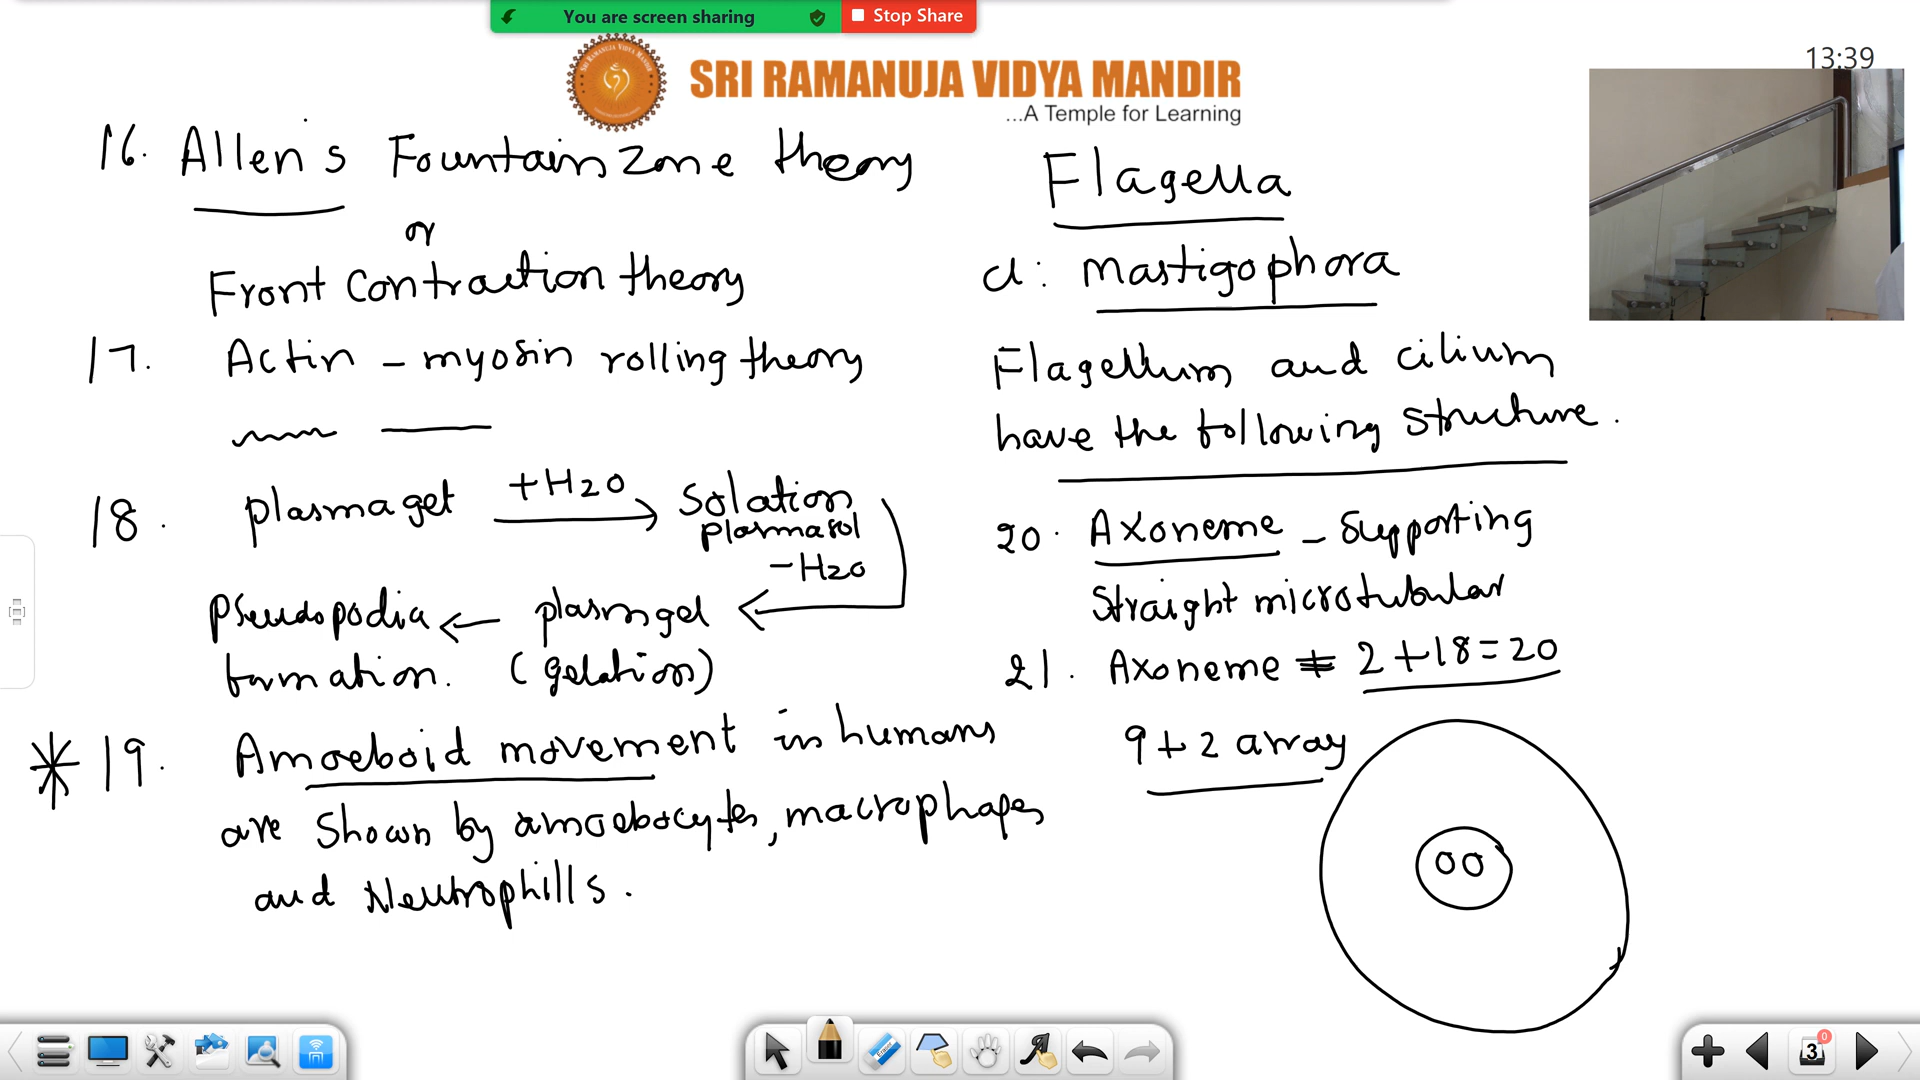 You are screen sharing
Stop Share
SRI RAMANUJA VIDYA MANDIR
...A Temple for Learning
13:39
16. Allen's Fountain zone theory
or
Front contraction theory
17. Actin - myosin rolling theory
18. plasmagel +H2O → Solation
plasmasol
-H2O
Pseudopodia ← plasmgel
formation. (gelation)
* 19. Amoeboid movement in humans
are shown by amoebocytes, macrophages
and Neutrophills.
Flagella
cl: mastigophora
Flagellum and cilium
have the following structure.
20. Axoneme - supporting
straight microtubular
21. Axoneme = 2+18=20
9+2 array
Eraser
3
0